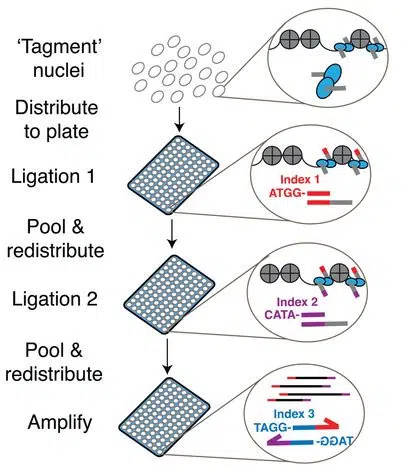 'Tagment'
nuclei
Distribute
to plate
Ligation 1
Index 1
ATGG-
Pool &
redistribute
Ligation 2
Index 2
CATA-
Pool &
redistribute
Amplify
Index 3
TAGG-
-GGAT